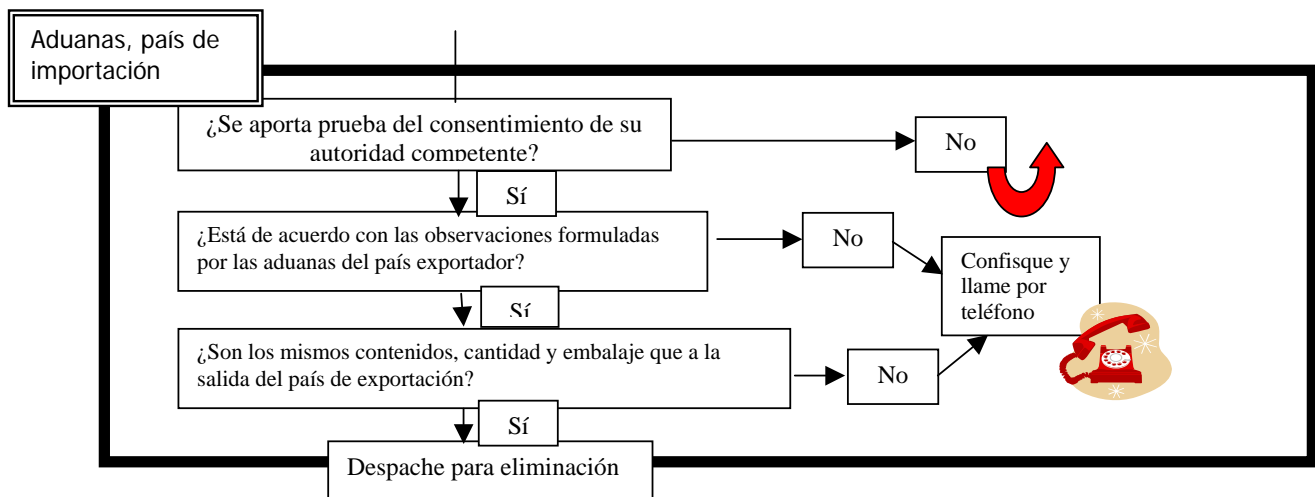 Aduanas, país de
importación
¿Se aporta prueba del consentimiento de su
autoridad competente?
No
Sí
¿Está de acuerdo con las observaciones formuladas
por las aduanas del país exportador?
No
Confisque y
llame por
teléfono
Sí
¿Son los mismos contenidos, cantidad y embalaje que a la
salida del país de exportación?
No
Sí
Despache para eliminación